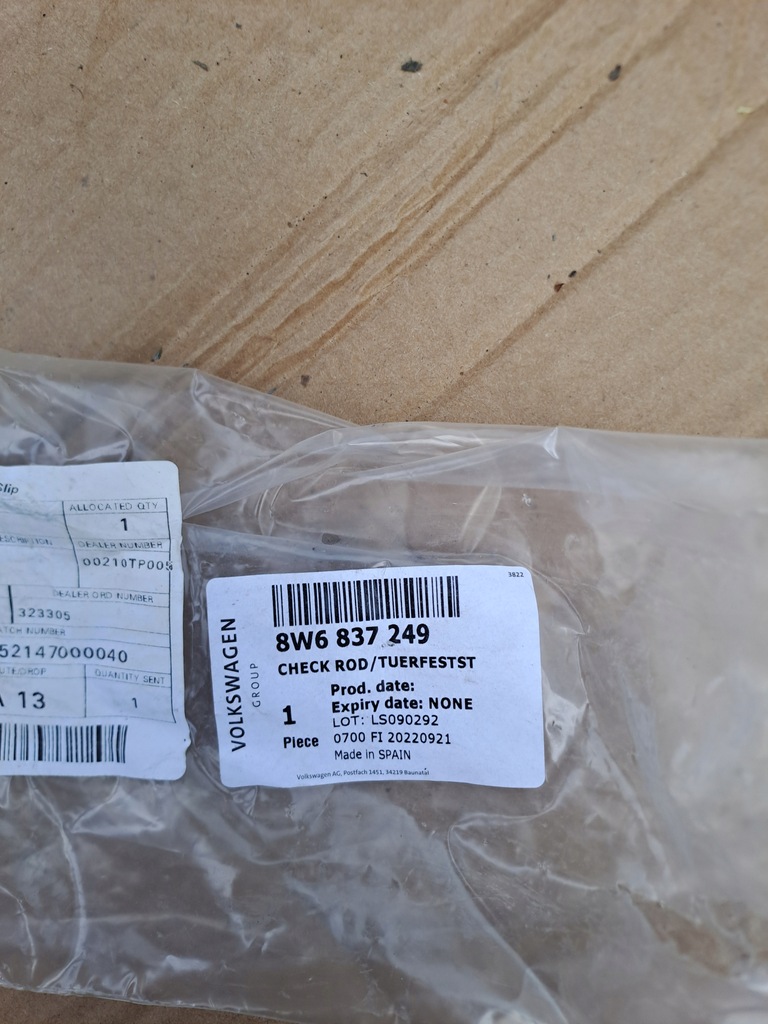 Slip
ALLOCATED QTY
1
DEALER NUMBER
00210TP005
DEALER ORD NUMBER
323305
52147000040
QUANTITY SENT
13
1
3822
VOLKSWAGEN
GROUP
8W6 837 249
CHECK ROD/TUERFESTST
Prod. date:
Expiry date: NONE
1
Piece
LOT: LS090292
0700 FI 20220921
Made in SPAIN
Volkswagen AG, Postfach 1451, 34219 Baunatal